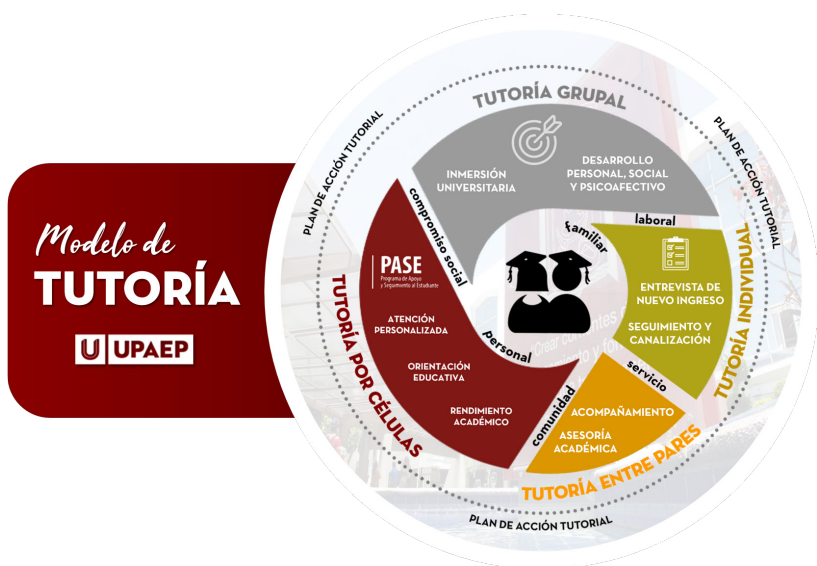 Modelo de
TUTORÍA
U UPAEP
PLAN DE ACCIÓN TUTORIAL
PLAN DE ACCIÓN TUTORIAL
PLAN DE ACCIÓN TUTORIAL
TUTORÍA GRUPAL
INMERSIÓN
UNIVERSITARIA
DESARROLLO
PERSONAL, SOCIAL
Y PSICOAFECTIVO
TUTORÍA INDIVIDUAL
ENTREVISTA DE
NUEVO INGRESO
SEGUIMIENTO Y
CANALIZACIÓN
TUTORÍA ENTRE PARES
ACOMPAÑAMIENTO
ASESORÍA
ACADÉMICA
TUTORÍA POR CÉLULAS
PASE
Programa de Apoyo
y Seguimiento al Estudiante
ATENCIÓN
PERSONALIZADA
ORIENTACIÓN
EDUCATIVA
RENDIMIENTO
ACADÉMICO
compromiso social
familiar
laboral
servicio
comunidad
personal